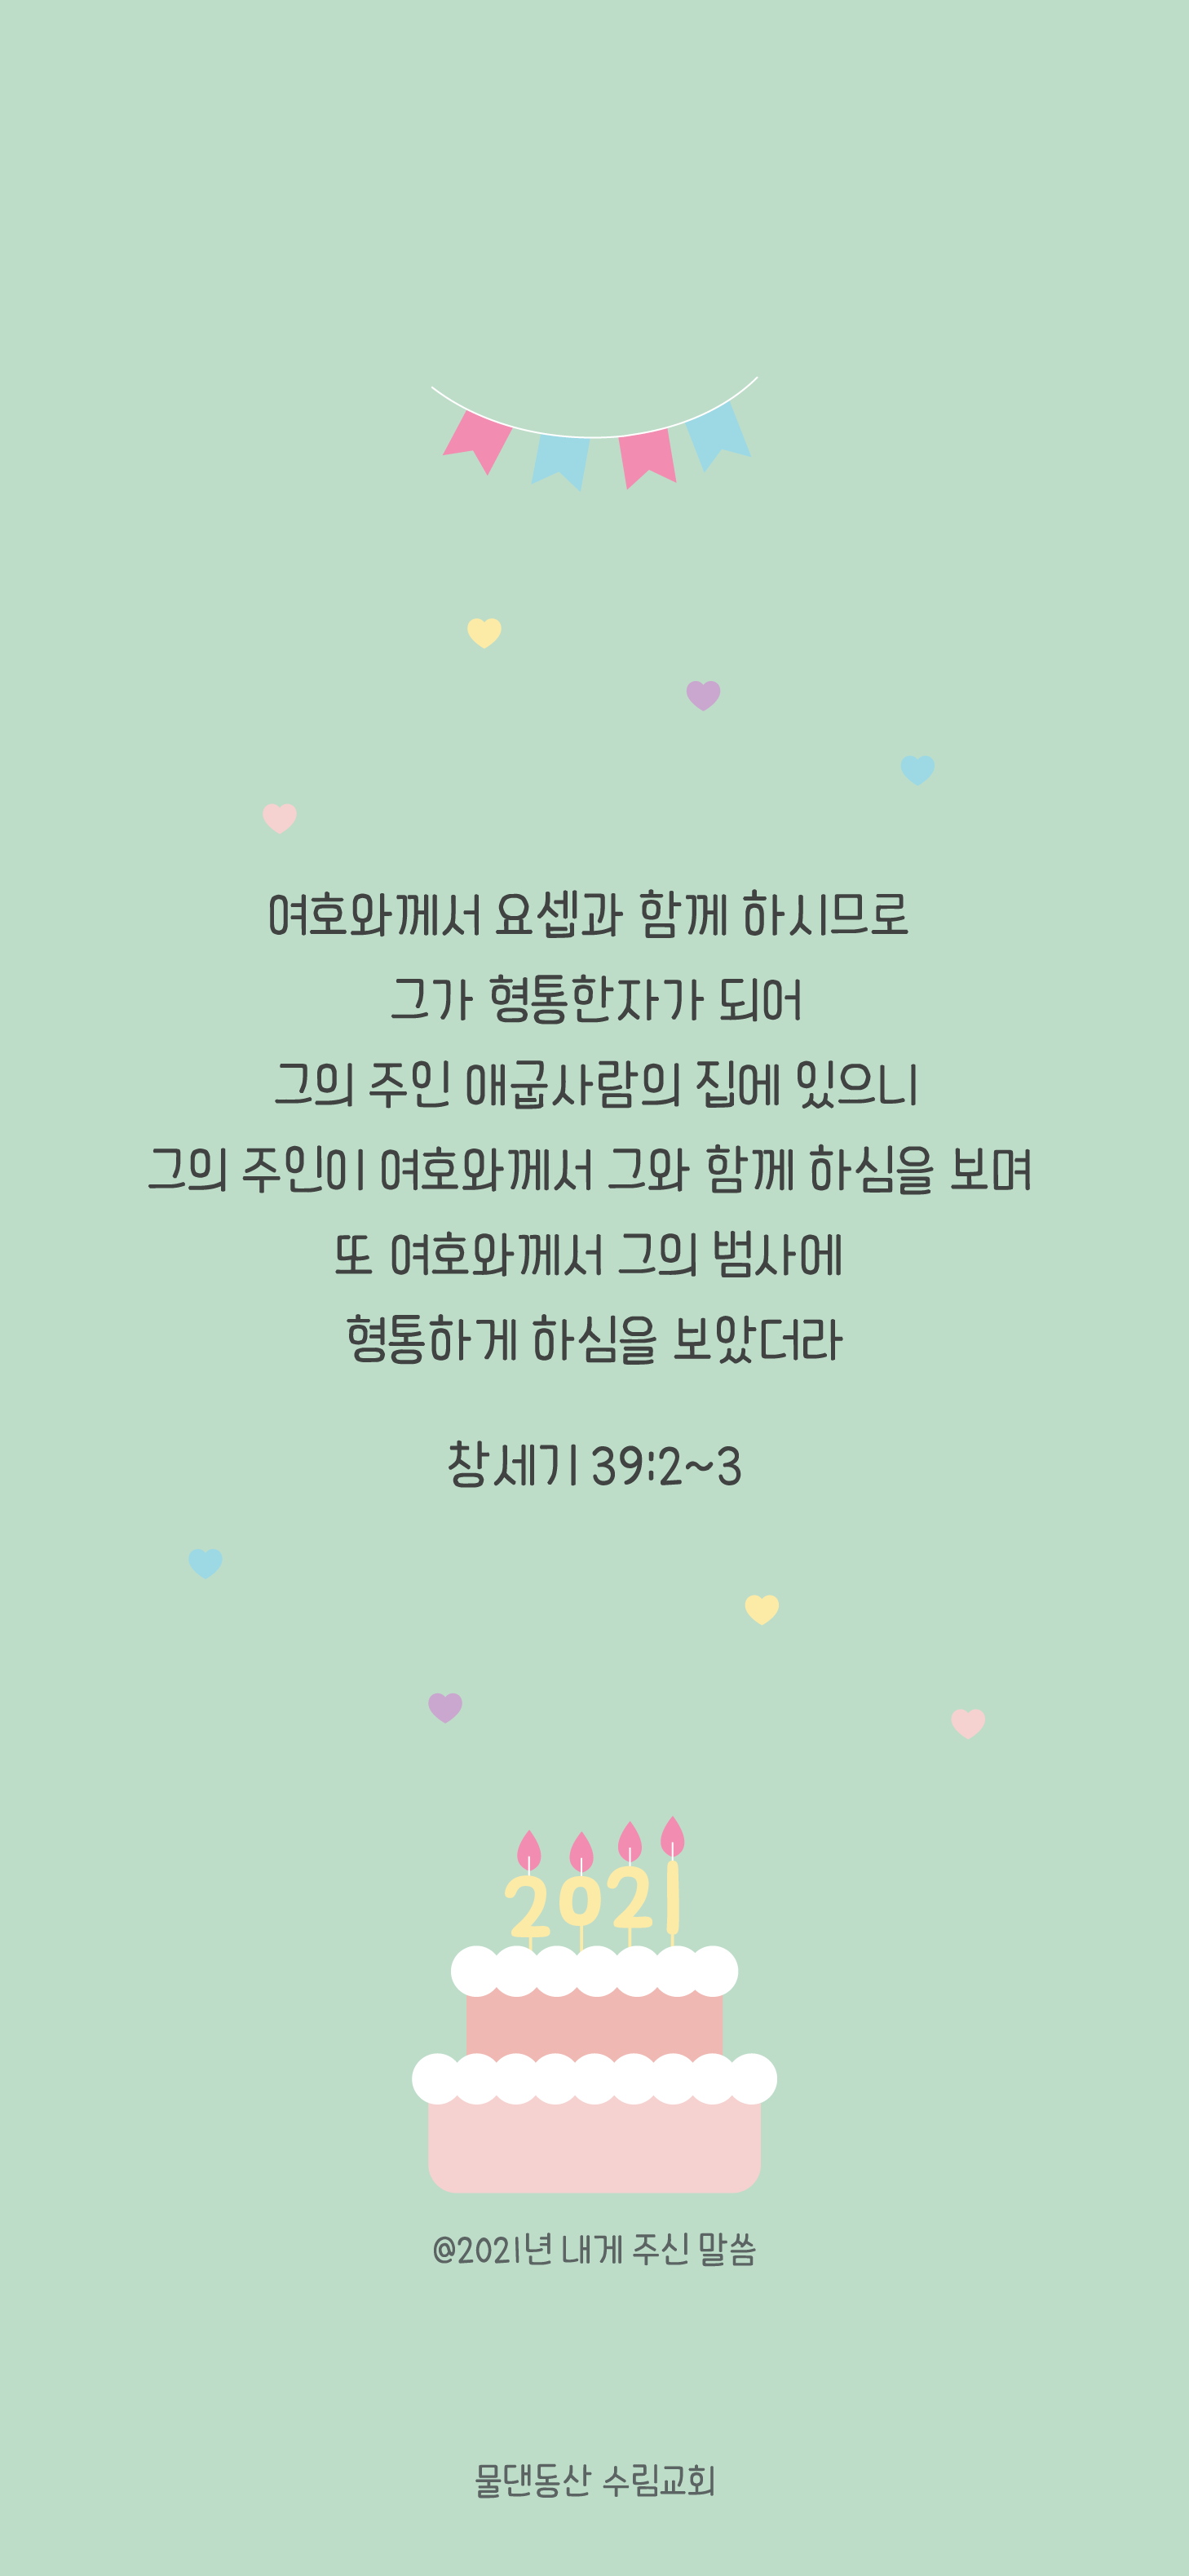 여호와께서 요셉과 함께 하시므로
그가 형통한자가 되어
그의 주인 애굽사람의 집에 있으니
그의 주인이 여호와께서 그와 함께 하심을 보며
또 여호와께서 그의 범사에
형통하게 하심을 보았더라
창세기 39:2~3
2021
@2021년 내게 주신 말씀
물댄동산 수림교회